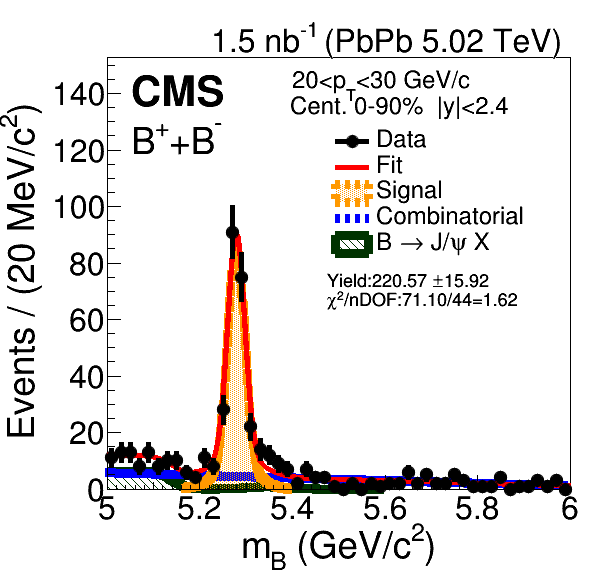 1.5 nb⁻¹ (PbPb 5.02 TeV)
CMS
B⁺+B⁻
20<p_T<30 GeV/c
Cent. 0-90% |y|<2.4
Data
Fit
Signal
Combinatorial
B → J/ψ X
Yield:220.57 ±15.92
χ²/nDOF:71.10/44=1.62
Events / (20 MeV/c²)
140
120
100
80
60
40
20
0
5 5.2 5.4 5.6 5.8 6
m_B (GeV/c²)